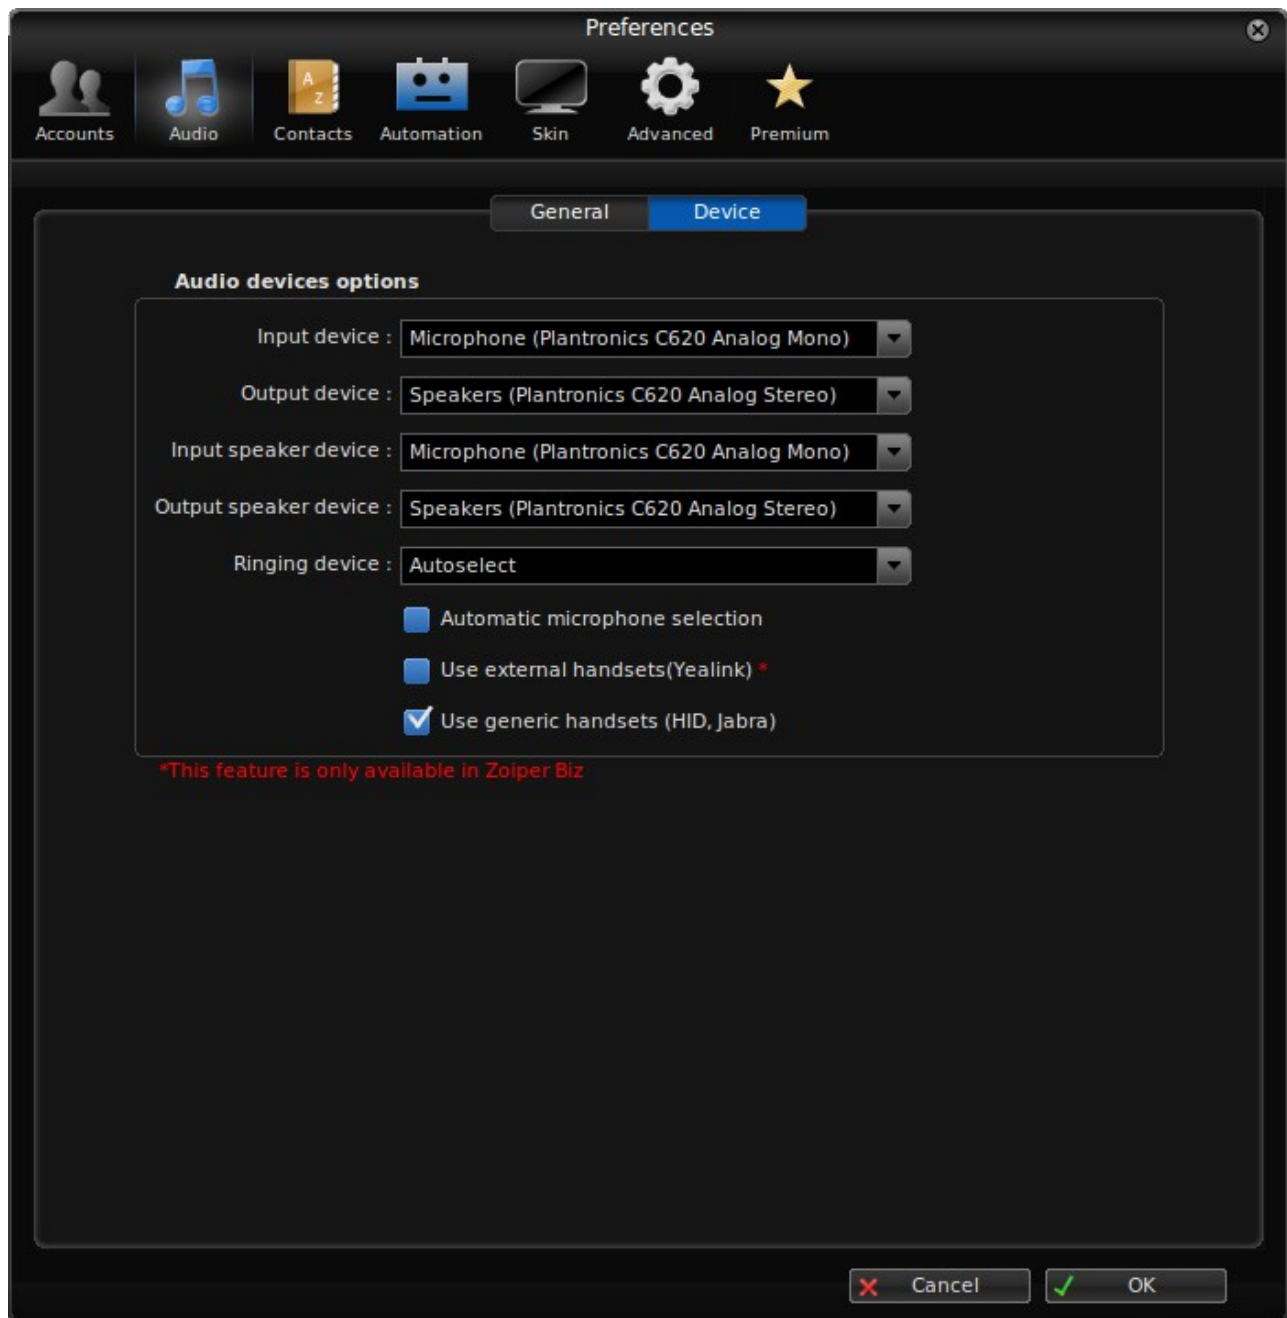 Preferences
Accounts Audio Contacts Automation Skin Advanced Premium
General Device
Audio devices options
Input device : Microphone (Plantronics C620 Analog Mono)
Output device : Speakers (Plantronics C620 Analog Stereo)
Input speaker device : Microphone (Plantronics C620 Analog Mono)
Output speaker device : Speakers (Plantronics C620 Analog Stereo)
Ringing device : Autoselect
Automatic microphone selection
Use external handsets(Yealink) *
Use generic handsets (HID, Jabra)
*This feature is only available in Zoiper Biz
Cancel OK